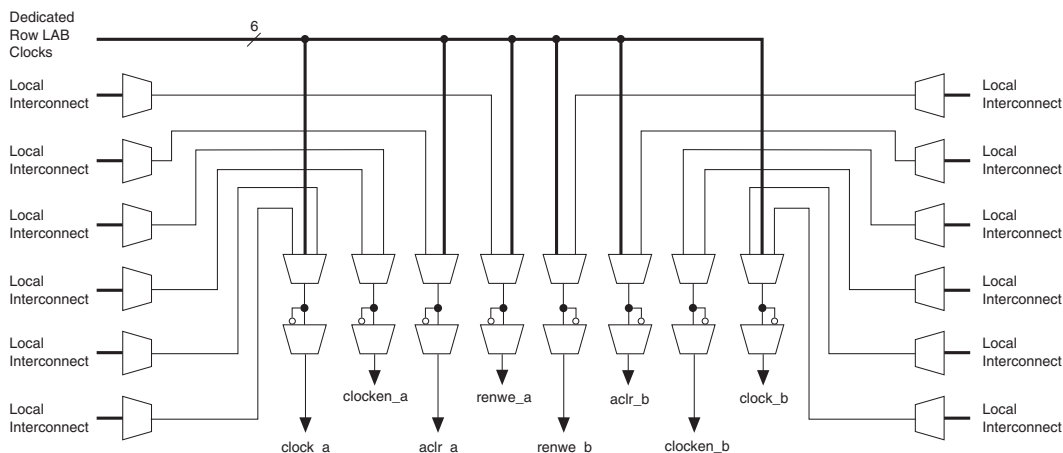 Dedicated
Row LAB
Clocks
6
Local
Interconnect
Local
Interconnect
Local
Interconnect
Local
Interconnect
Local
Interconnect
Local
Interconnect
Local
Interconnect
Local
Interconnect
Local
Interconnect
Local
Interconnect
Local
Interconnect
Local
Interconnect
clocken_a
renwe_a
aclr_b
clock_b
clock_a
aclr_a
renwe_b
clocken_b